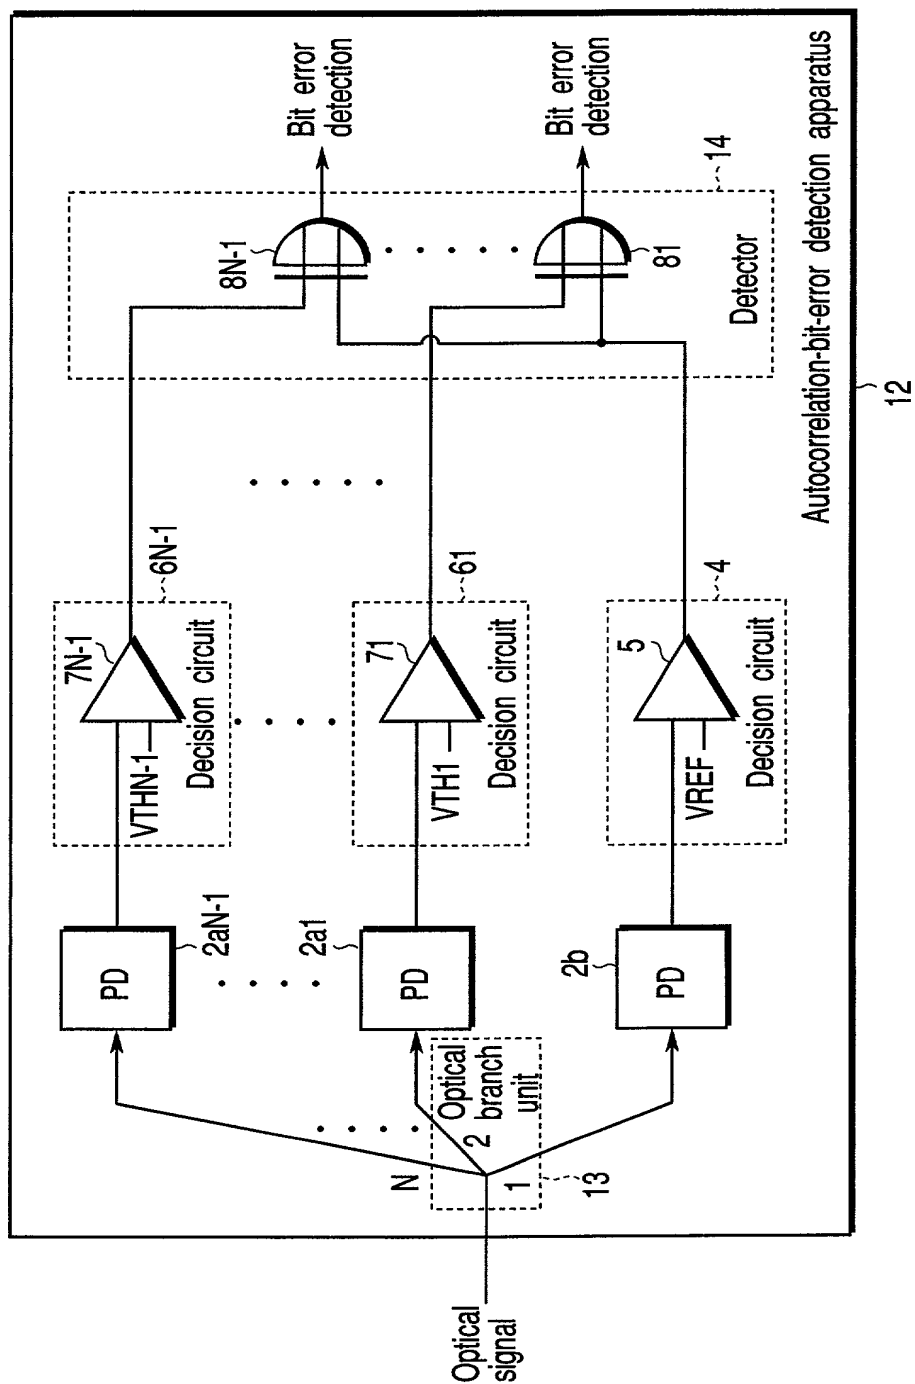 Optical
signal
N
2
1
Optical
branch
unit
13
PD
2aN-1
PD
2a1
PD
2b
VTHN-1
7N-1
Decision circuit
6N-1
VTH1
71
Decision circuit
61
VREF
5
Decision circuit
4
8N-1
81
Detector
14
Bit error
detection
Bit error
detection
Autocorrelation-bit-error detection apparatus
12